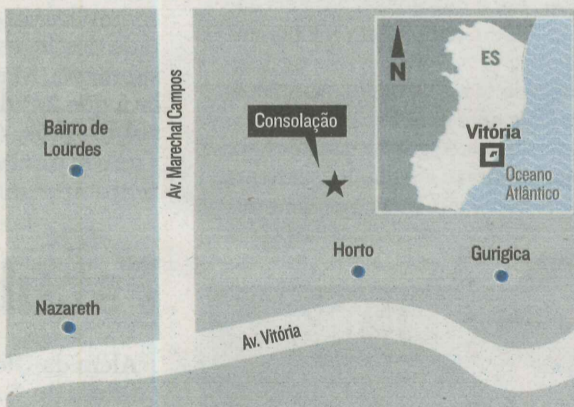 N
ES
Vitória
Oceano
Atlântico
Av. Marechal Campos
Consolação
Bairro de
Lourdes
Horto
Gurigica
Nazareth
Av. Vitória